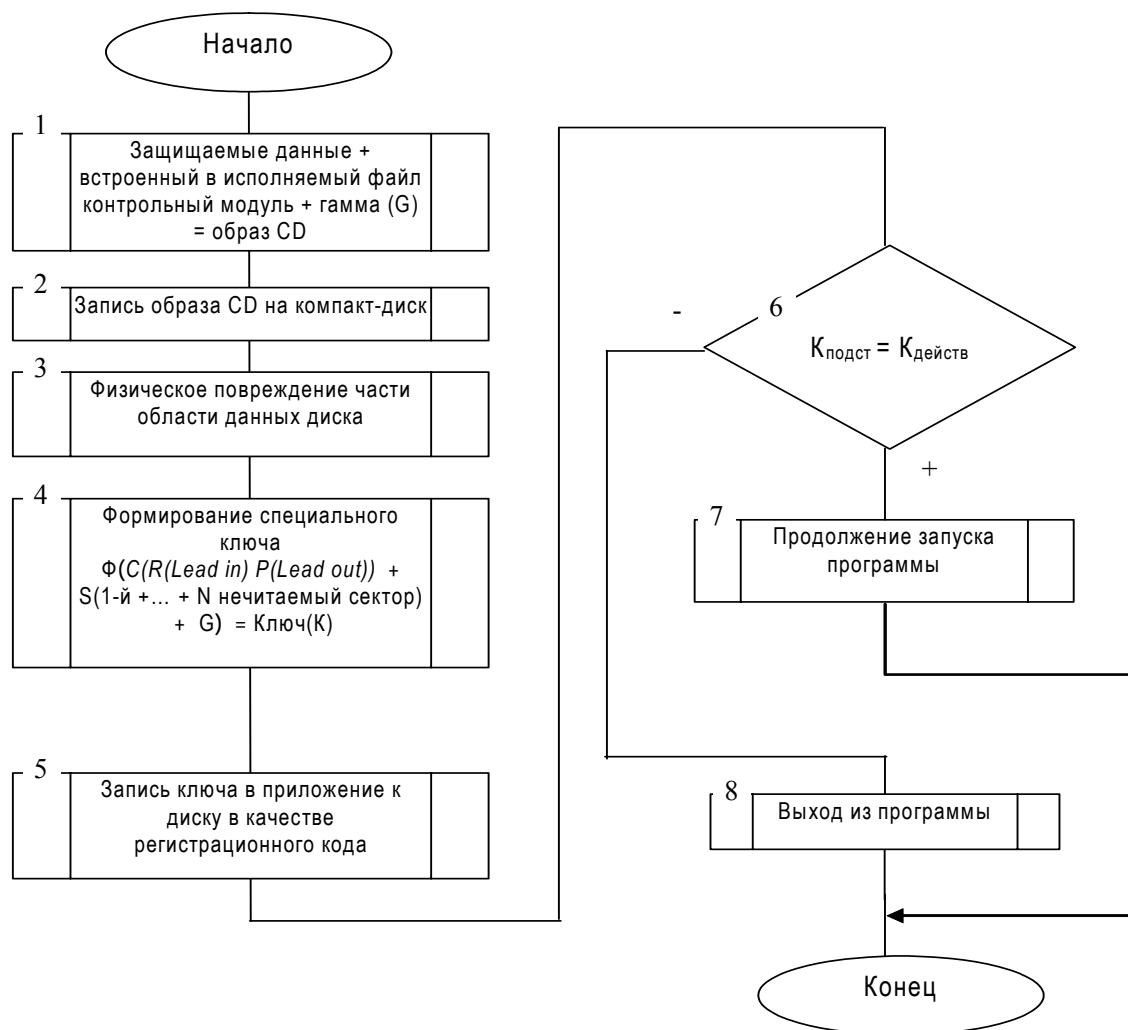 Начало
1
Защищаемые данные +
встроенный в исполняемый файл
контрольный модуль + гамма (G)
= образ CD
2
Запись образа CD на компакт-диск
3
Физическое повреждение части
области данных диска
4
Формирование специального
ключа
Ф(C(R(Lead in) P(Lead out)) +
S(1-й +... + N нечитаемый сектор)
+ G) = Ключ(К)
5
Запись ключа в приложение к
диску в качестве
регистрационного кода
6
-
Кподст = Кдейств
+
7
Продолжение запуска
программы
8
Выход из программы
Конец